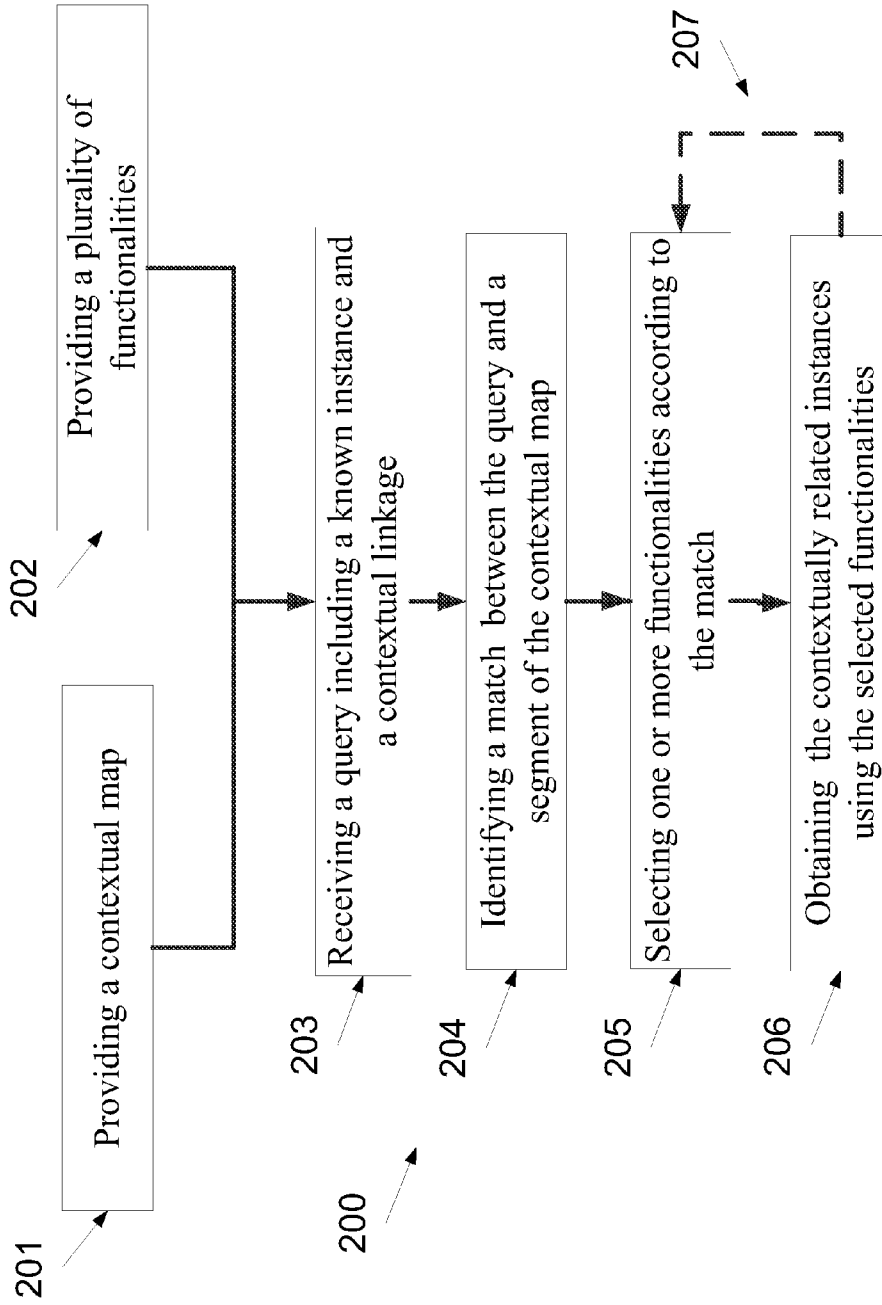 201
Providing a contextual map
202
Providing a plurality of
functionalities
203
Receiving a query including a known instance and
a contextual linkage
200
204
Identifying a match between the query and a
segment of the contextual map
205
Selecting one or more functionalities according to
the match
207
206
Obtaining the contextually related instances
using the selected functionalities